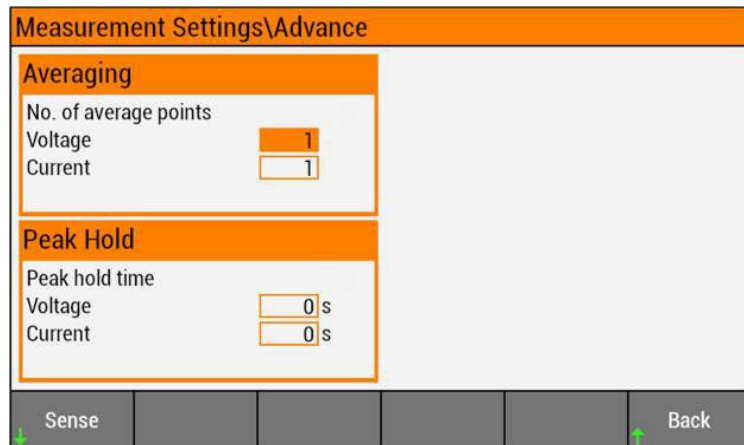 Measurement Settings\Advance
Averaging
No. of average points
Voltage 1
Current 1
Peak Hold
Peak hold time
Voltage 0 s
Current 0 s
Sense Back